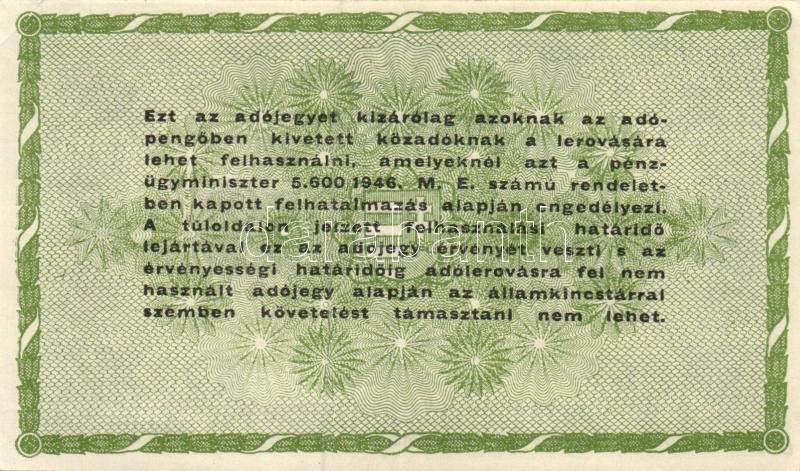 Ezt az adójegyet kizárólag azoknak az adó-
pengőben kivetett közadóknak a lerovására
lehet felhasználni, amelyeknél azt a pénz-
ügyminiszter 5.600/1946. M. E. számú rendelet-
ben kapott felhatalmazás alapján engedélyezi.
A túloldalon jelzett felhasználási határidő
lejártával ez az adójegy érvényét veszti s az
érvényességi határidőig adólerovásra fel nem
használt adójegy alapján az államkincstárral
szemben követelést támasztani nem lehet.
darabanth